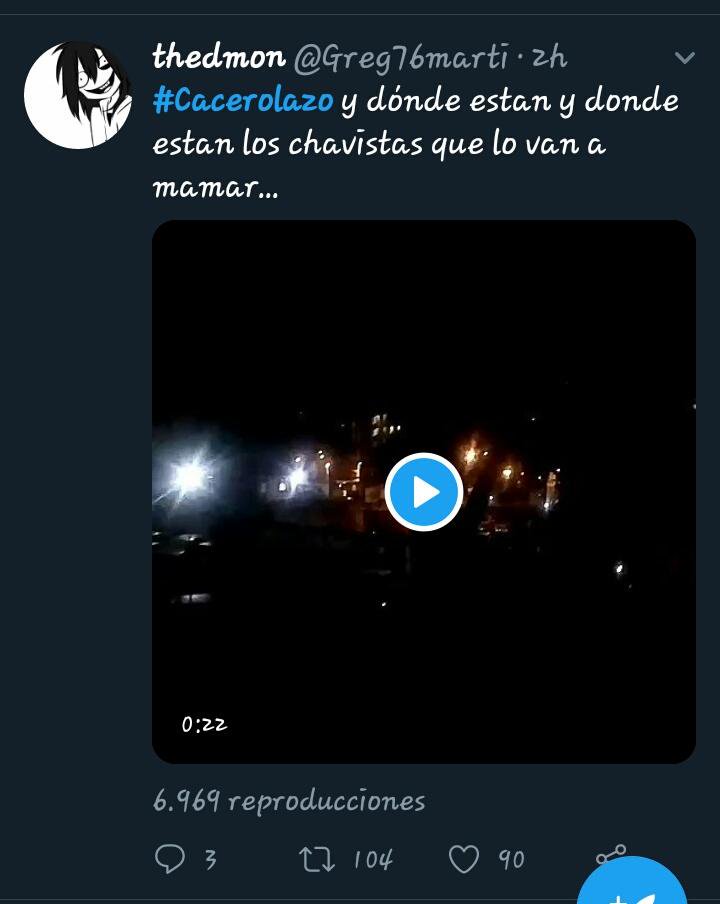 thedmon @Greg76marti · 2h
#Cacerolazo y dónde estan y donde
estan los chavistas que lo van a
mamar...
0:22
6.969 reproducciones
3 104 90